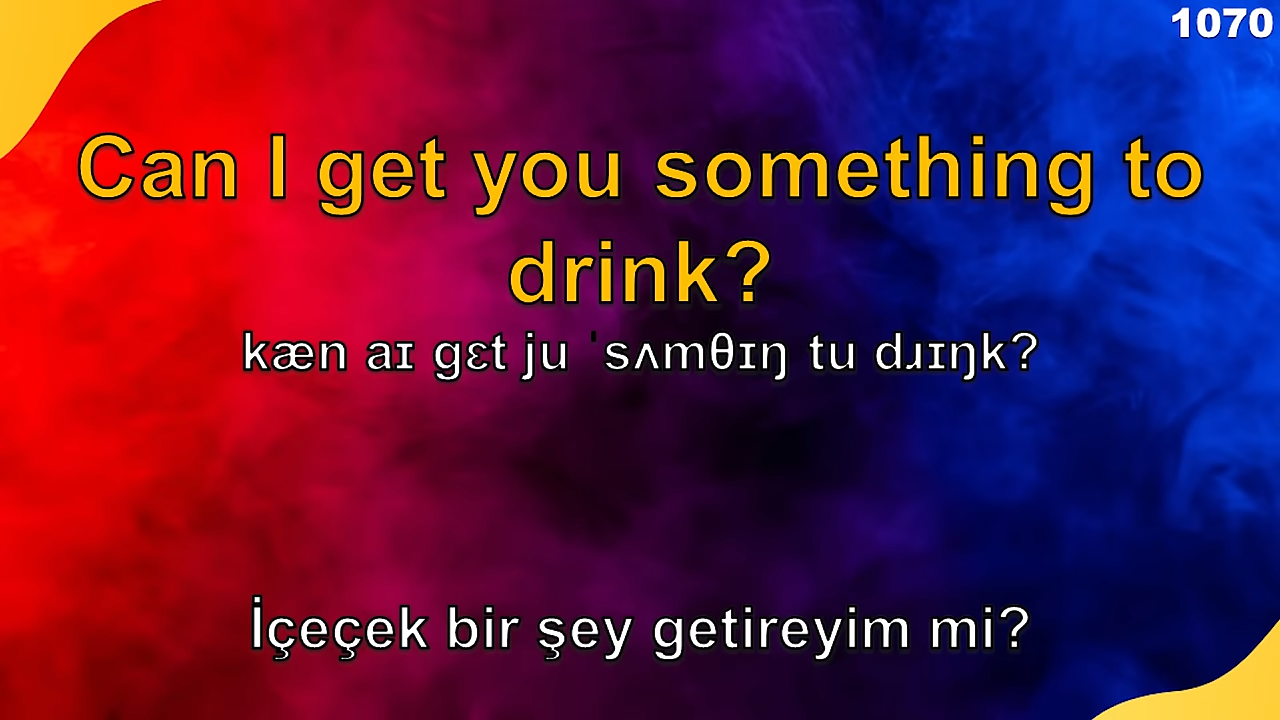 1070
Can I get you something to
drink?
kæn aɪ gɛt ju ˈsʌmθɪŋ tu dɹɪŋk?
İçeçek bir şey getireyim mi?